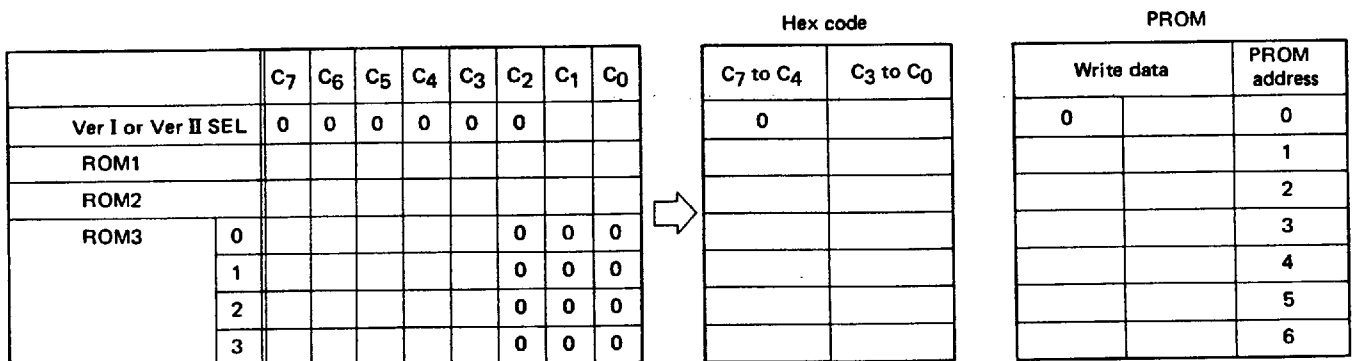 Hex code PROM
C7 C6 C5 C4 C3 C2 C1 C0 C7 to C4 C3 to C0 Write data PROM address
Ver I or Ver II SEL 0 0 0 0 0 0 0 0 0
ROM1 1
ROM2 2
ROM3 0 0 0 0 3
1 0 0 0 4
2 0 0 0 5
3 0 0 0 6